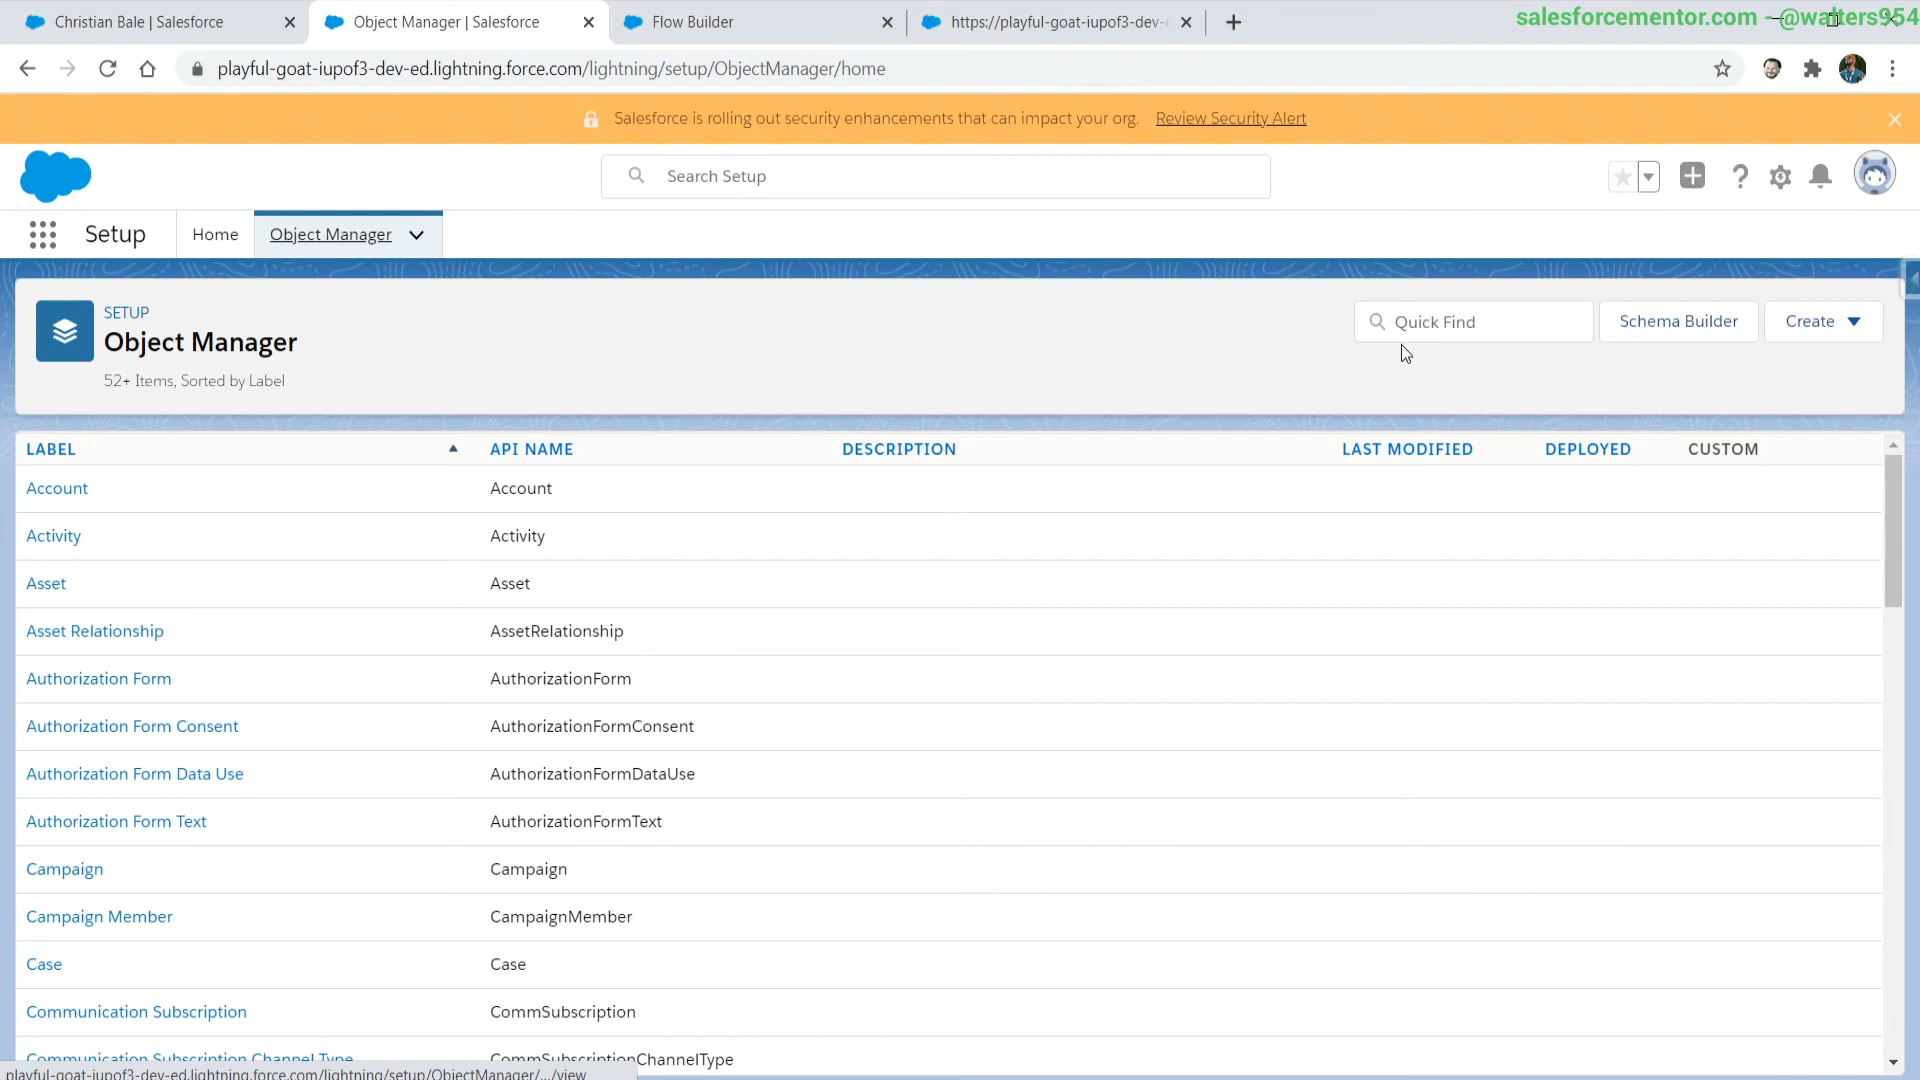 Christian Bale | Salesforce
Object Manager | Salesforce
Flow Builder
https://playful-goat-iupof3-dev-e
salesforcementor.com - @walters954
playful-goat-iupof3-dev-ed.lightning.force.com/lightning/setup/ObjectManager/home
Salesforce is rolling out security enhancements that can impact your org. Review Security Alert
Search Setup
Setup
Home
Object Manager
SETUP
Object Manager
52+ Items, Sorted by Label
Quick Find
Schema Builder
Create
LABEL API NAME DESCRIPTION LAST MODIFIED DEPLOYED CUSTOM
Account Account
Activity Activity
Asset Asset
Asset Relationship AssetRelationship
Authorization Form AuthorizationForm
Authorization Form Consent AuthorizationFormConsent
Authorization Form Data Use AuthorizationFormDataUse
Authorization Form Text AuthorizationFormText
Campaign Campaign
Campaign Member CampaignMember
Case Case
Communication Subscription CommSubscription
Communication Subscription Channel Type CommSubscriptionChannelType
playful-goat-iupof3-dev-ed.lightning.force.com/lightning/setup/ObjectManager/.../view